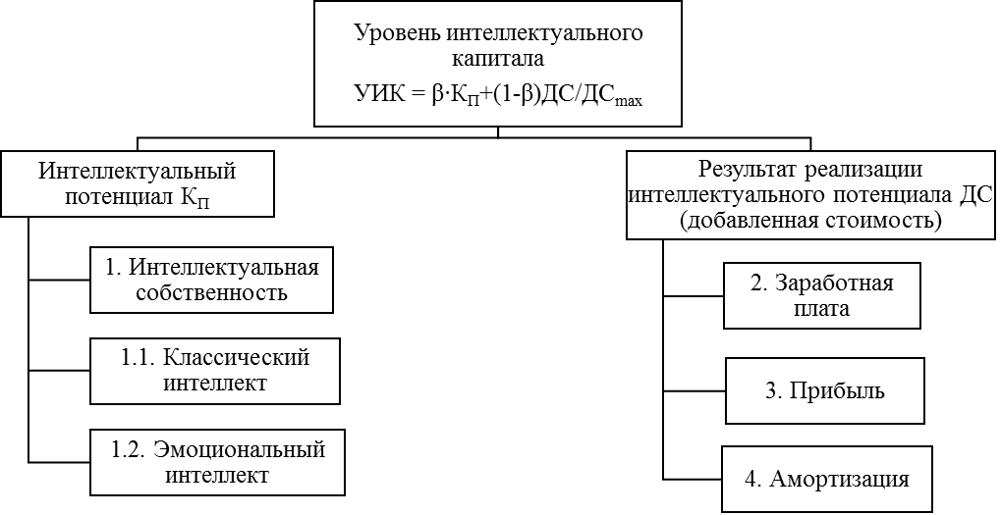 Уровень интеллектуального
капитала
УИК = β·КП+(1-β)ДС/ДСmax
Интеллектуальный
потенциал КП
1. Интеллектуальная
собственность
1.1. Классический
интеллект
1.2. Эмоциональный
интеллект
Результат реализации
интеллектуального потенциала ДС
(добавленная стоимость)
2. Заработная
плата
3. Прибыль
4. Амортизация